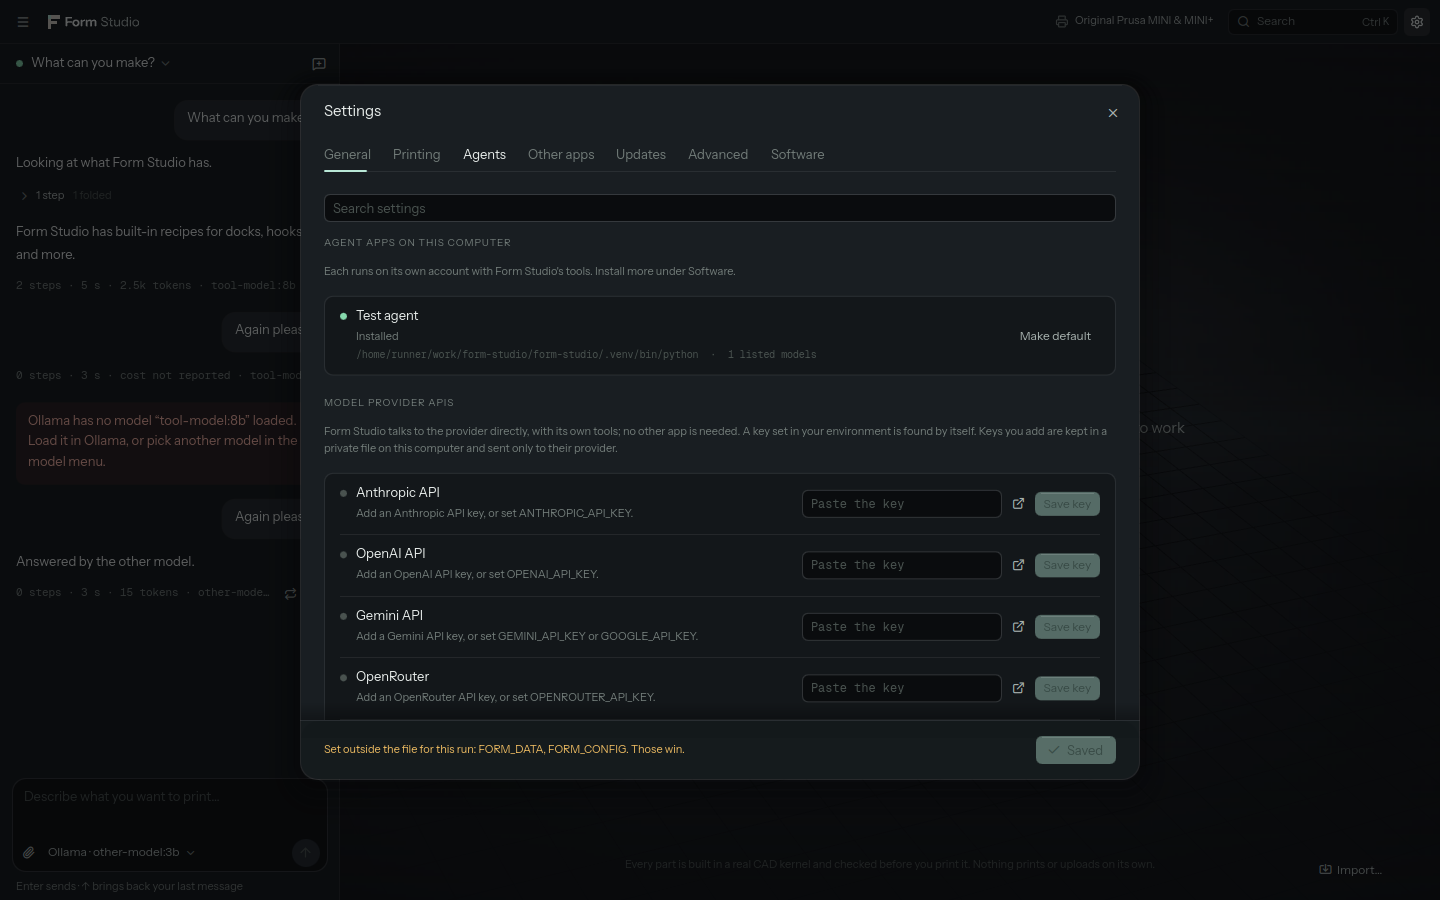 Form Studio
Original Prusa MINI & MINI+
Search
Ctrl K
What can you make?
What can you make
Looking at what Form Studio has.
1 step 1 folded
Form Studio has built-in recipes for docks, hooks
and more.
2 steps · 5 s · 2.5k tokens · tool-model:8b
Again pleas
0 steps · 3 s · cost not reported · tool-mod
Ollama has no model “tool-model:8b” loaded.
Load it in Ollama, or pick another model in the
model menu.
Again pleas
Answered by the other model.
0 steps · 3 s · 15 tokens · other-mode…
Describe what you want to print…
Ollama · other-model:3b
Enter sends · ↑ brings back your last message
Settings
General
Printing
Agents
Other apps
Updates
Advanced
Software
Search settings
AGENT APPS ON THIS COMPUTER
Each runs on its own account with Form Studio's tools. Install more under Software.
Test agent
Installed
/home/runner/work/form-studio/form-studio/.venv/bin/python · 1 listed models
Make default
MODEL PROVIDER APIS
Form Studio talks to the provider directly, with its own tools; no other app is needed. A key set in your environment is found by itself. Keys you add are kept in a
private file on this computer and sent only to their provider.
Anthropic API
Add an Anthropic API key, or set ANTHROPIC_API_KEY.
Paste the key
Save key
OpenAI API
Add an OpenAI API key, or set OPENAI_API_KEY.
Paste the key
Save key
Gemini API
Add a Gemini API key, or set GEMINI_API_KEY or GOOGLE_API_KEY.
Paste the key
Save key
OpenRouter
Add an OpenRouter API key, or set OPENROUTER_API_KEY.
Paste the key
Save key
Set outside the file for this run: FORM_DATA, FORM_CONFIG. Those win.
Saved
o work
Every part is built in a real CAD kernel and checked before you print it. Nothing prints or uploads on its own.
Import…